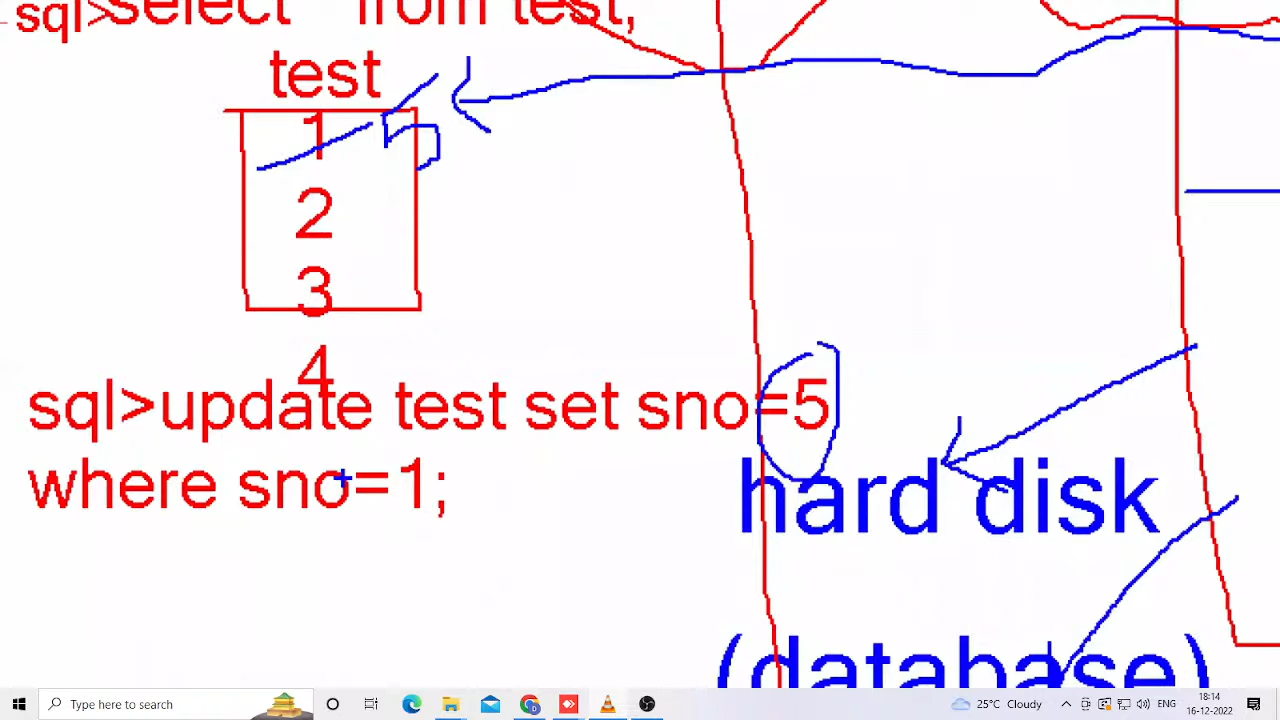 sql>select from test;
test
1
5
2
3
4
sql>update test set sno=5
where sno=1;
hard disk
(database)
Type here to search
25°C Cloudy
ENG
18:14
16-12-2022